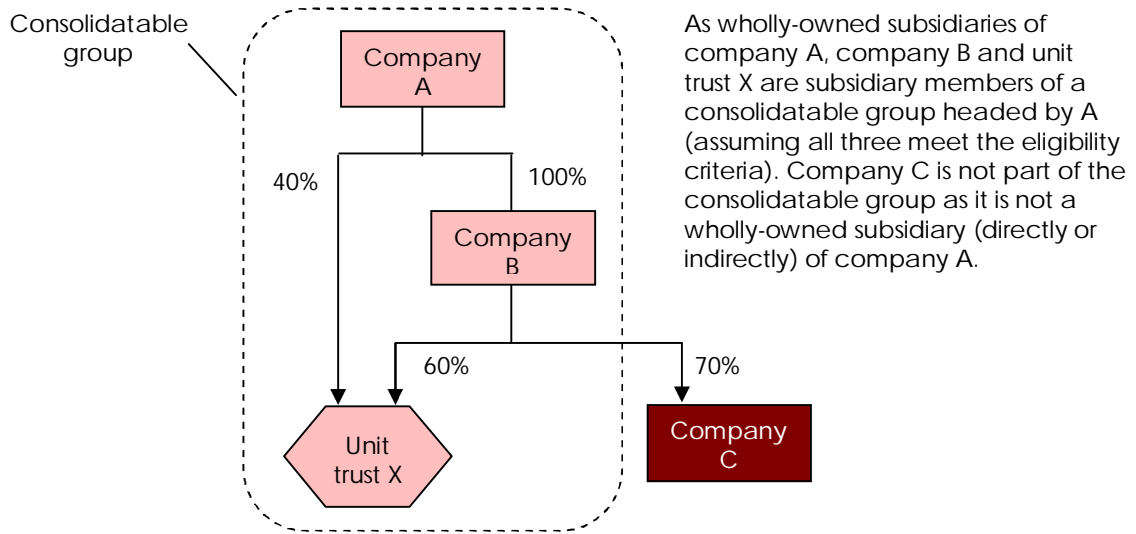 Consolidatable
group
Company
A
40%
100%
Company
B
60%
70%
Unit
trust X
Company
C
As wholly-owned subsidiaries of
company A, company B and unit
trust X are subsidiary members of a
consolidatable group headed by A
(assuming all three meet the eligibility
criteria). Company C is not part of the
consolidatable group as it is not a
wholly-owned subsidiary (directly or
indirectly) of company A.